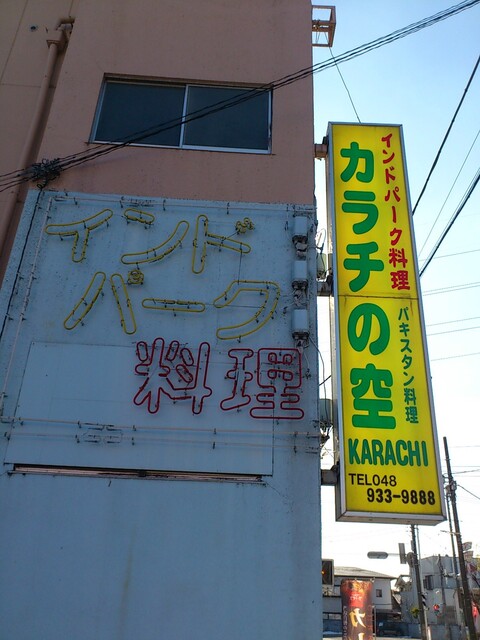 インド
パーク
料理
インドパーク料理
カラチの空
パキスタン料理
KARACHI
TEL048
933-9888